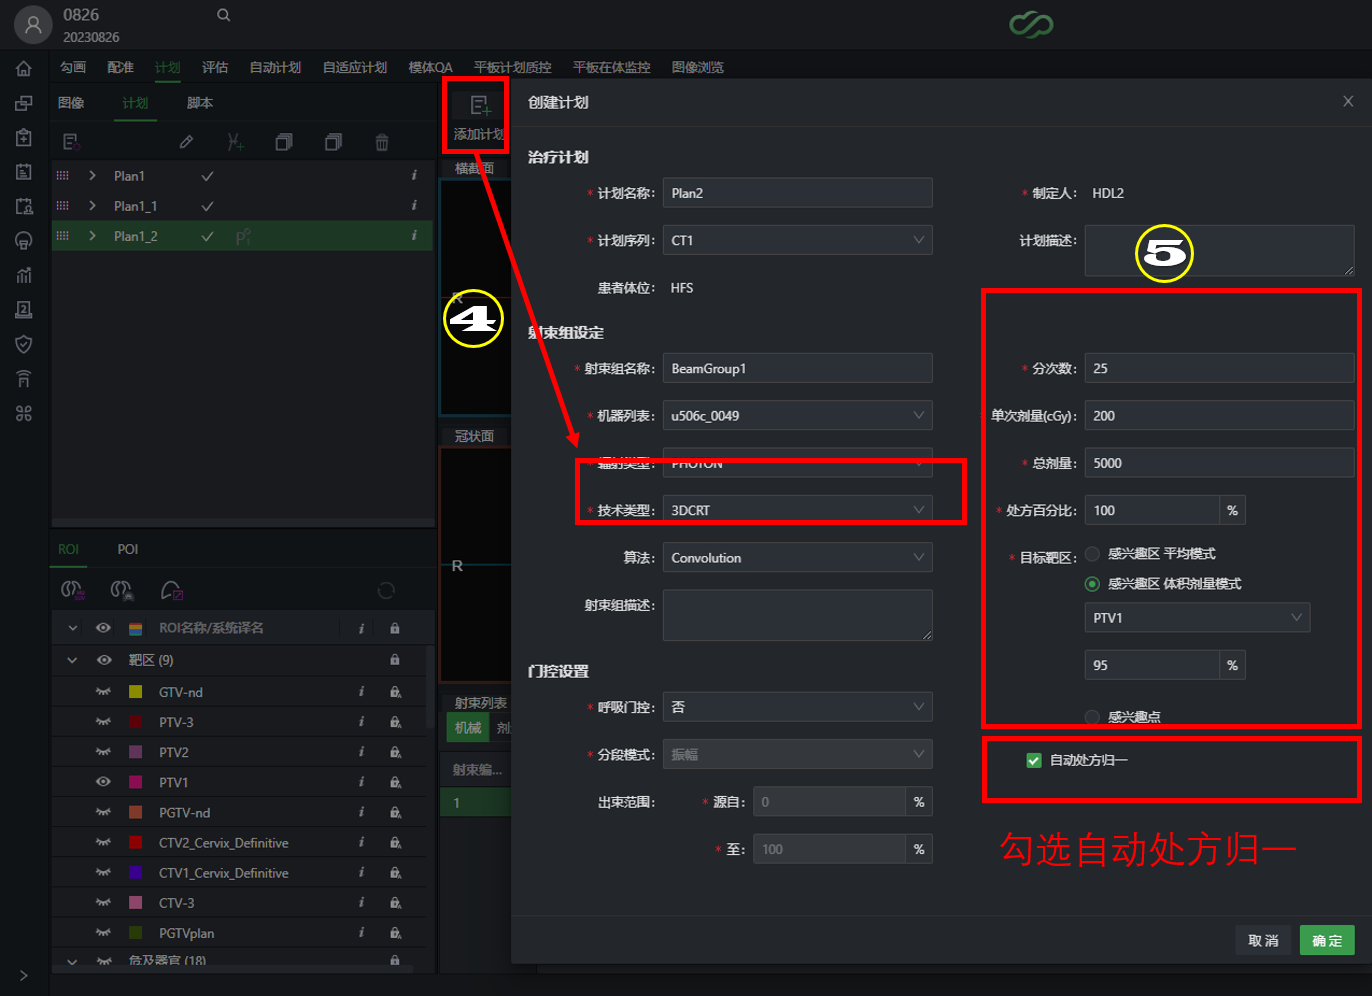 0826
20230826
勾画 配准 计划 评估 自动计划 自适应计划 模体QA 平板计划质控 平板在体监控 图像浏览
图像 计划 脚本
添加计划
Plan1
Plan1_1
Plan1_2
横截面
R
④
冠状面
R
创建计划
治疗计划
* 计划名称: Plan2
* 制定人: HDL2
* 计划序列: CT1
计划描述:
⑤
患者体位: HFS
射束组设定
* 射束组名称: BeamGroup1
* 分次数: 25
* 机器列表: u506c_0049
* 单次剂量(cGy): 200
* 辐射类型: PHOTON
* 总剂量: 5000
* 技术类型: 3DCRT
* 处方百分比: 100 %
算法: Convolution
* 目标靶区: 感兴趣区 平均模式
感兴趣区 体积剂量模式
射束组描述:
PTV1
95 %
门控设置
* 呼吸门控: 否
感兴趣点
* 分段模式: 振幅
自动处方归一
出束范围: * 源自: 0 %
* 至: 100 %
勾选自动处方归一
取 消 确 定
ROI POI
ROI名称/系统译名
靶区 (9)
GTV-nd
PTV-3
PTV2
PTV1
PGTV-nd
CTV2_Cervix_Definitive
CTV1_Cervix_Definitive
CTV-3
PGTVplan
危及器官 (18)
射束列表
机械 剂
射束编...
1